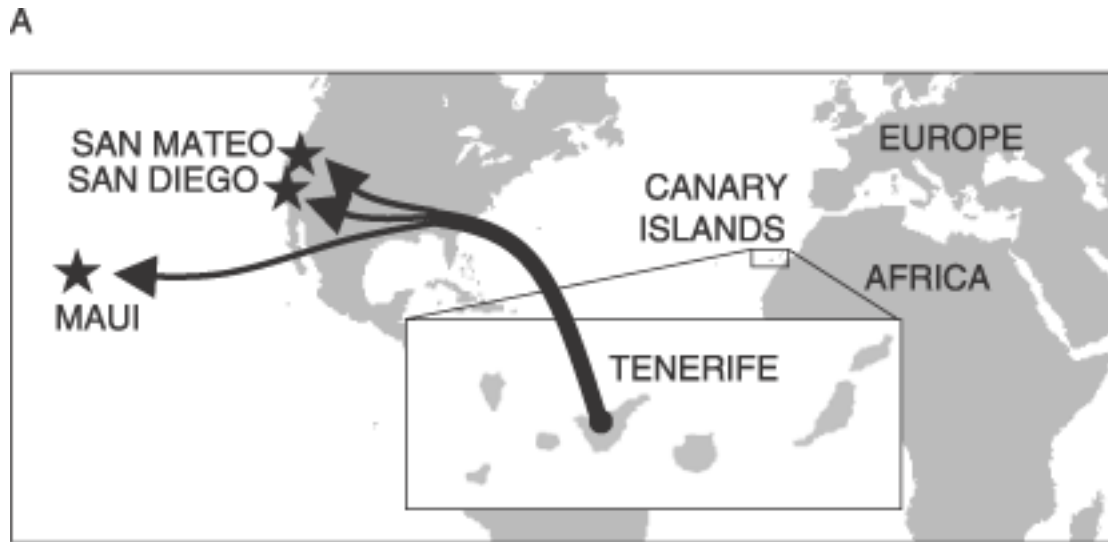 A
SAN MATEO
SAN DIEGO
MAUI
CANARY
ISLANDS
EUROPE
AFRICA
TENERIFE